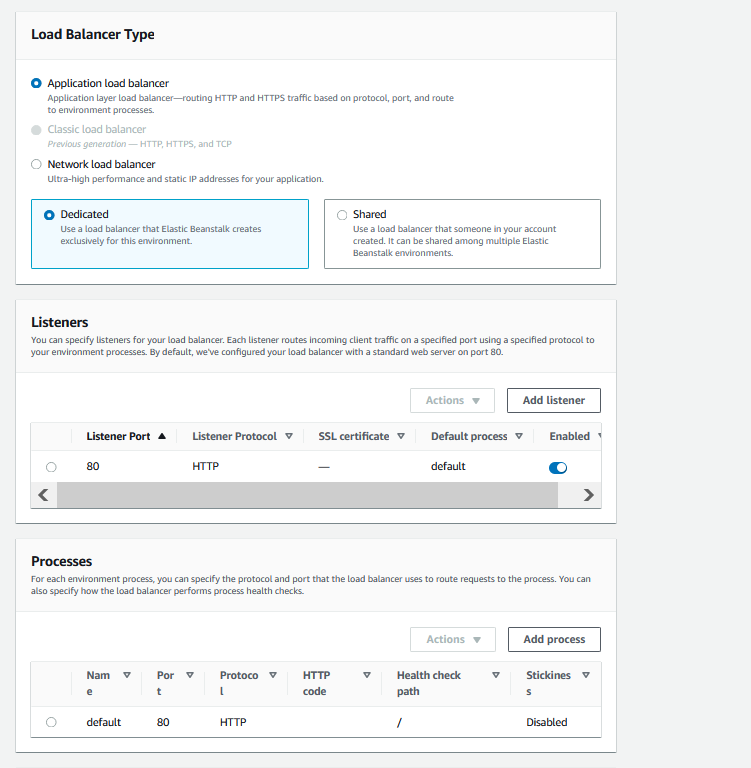 Load Balancer Type
Application load balancer
Application layer load balancer—routing HTTP and HTTPS traffic based on protocol, port, and route
to environment processes.
Classic load balancer
Previous generation — HTTP, HTTPS, and TCP
Network load balancer
Ultra-high performance and static IP addresses for your application.
Dedicated
Use a load balancer that Elastic Beanstalk creates
exclusively for this environment.
Shared
Use a load balancer that someone in your account
created. It can be shared among multiple Elastic
Beanstalk environments.
Listeners
You can specify listeners for your load balancer. Each listener routes incoming client traffic on a specified port using a specified protocol to
your environment processes. By default, we've configured your load balancer with a standard web server on port 80.
Actions Add listener
Listener Port Listener Protocol SSL certificate Default process Enabled
80 HTTP — default
Processes
For each environment process, you can specify the protocol and port that the load balancer uses to route requests to the process. You can
also specify how the load balancer performs process health checks.
Actions Add process
Nam Por Protoco HTTP Health check Stickines
e t l code path s
default 80 HTTP / Disabled